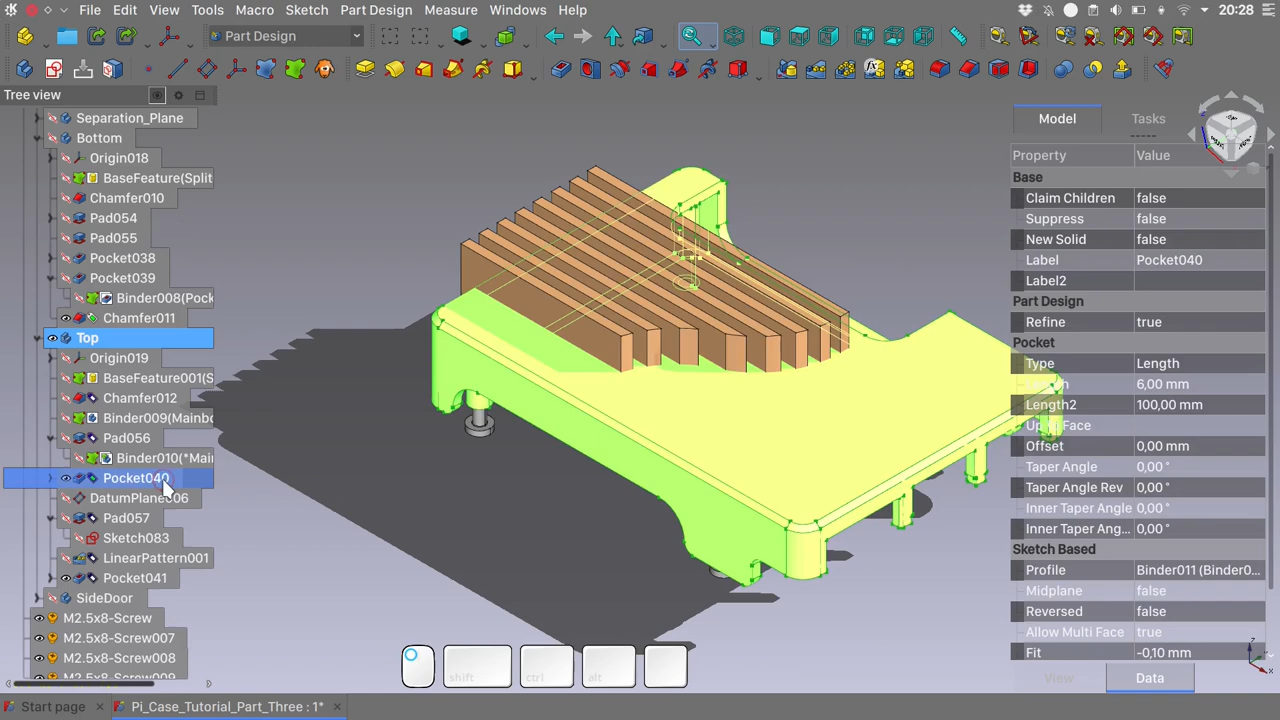 File Edit View Tools Macro Sketch Part Design Measure Windows Help 20:28
Part Design
Tree view
Separation_Plane
Bottom
Origin018
BaseFeature(Split
Chamfer010
Pad054
Pad055
Pocket038
Pocket039
Binder008(Pock
Chamfer011
Top
Origin019
BaseFeature001(S
Chamfer012
Binder009(Mainbo
Pad056
Binder010(*Mai
Pocket040
DatumPlane006
Pad057
Sketch083
LinearPattern001
Pocket041
SideDoor
M2.5x8-Screw
M2.5x8-Screw007
M2.5x8-Screw008
M2.5x8-Screw009
shift ctrl alt
Model Tasks
Property Value
Base
Claim Children false
Suppress false
New Solid false
Label Pocket040
Label2
Part Design
Refine true
Pocket
Type Length
Length 6,00 mm
Length2 100,00 mm
Up To Face
Offset 0,00 mm
Taper Angle 0,00 °
Taper Angle Rev 0,00 °
Inner Taper Angle 0,00 °
Inner Taper Ang... 0,00 °
Sketch Based
Profile Binder011 (Binder0...
Midplane false
Reversed false
Allow Multi Face true
Fit -0,10 mm
View Data
Start page Pi_Case_Tutorial_Part_Three : 1*